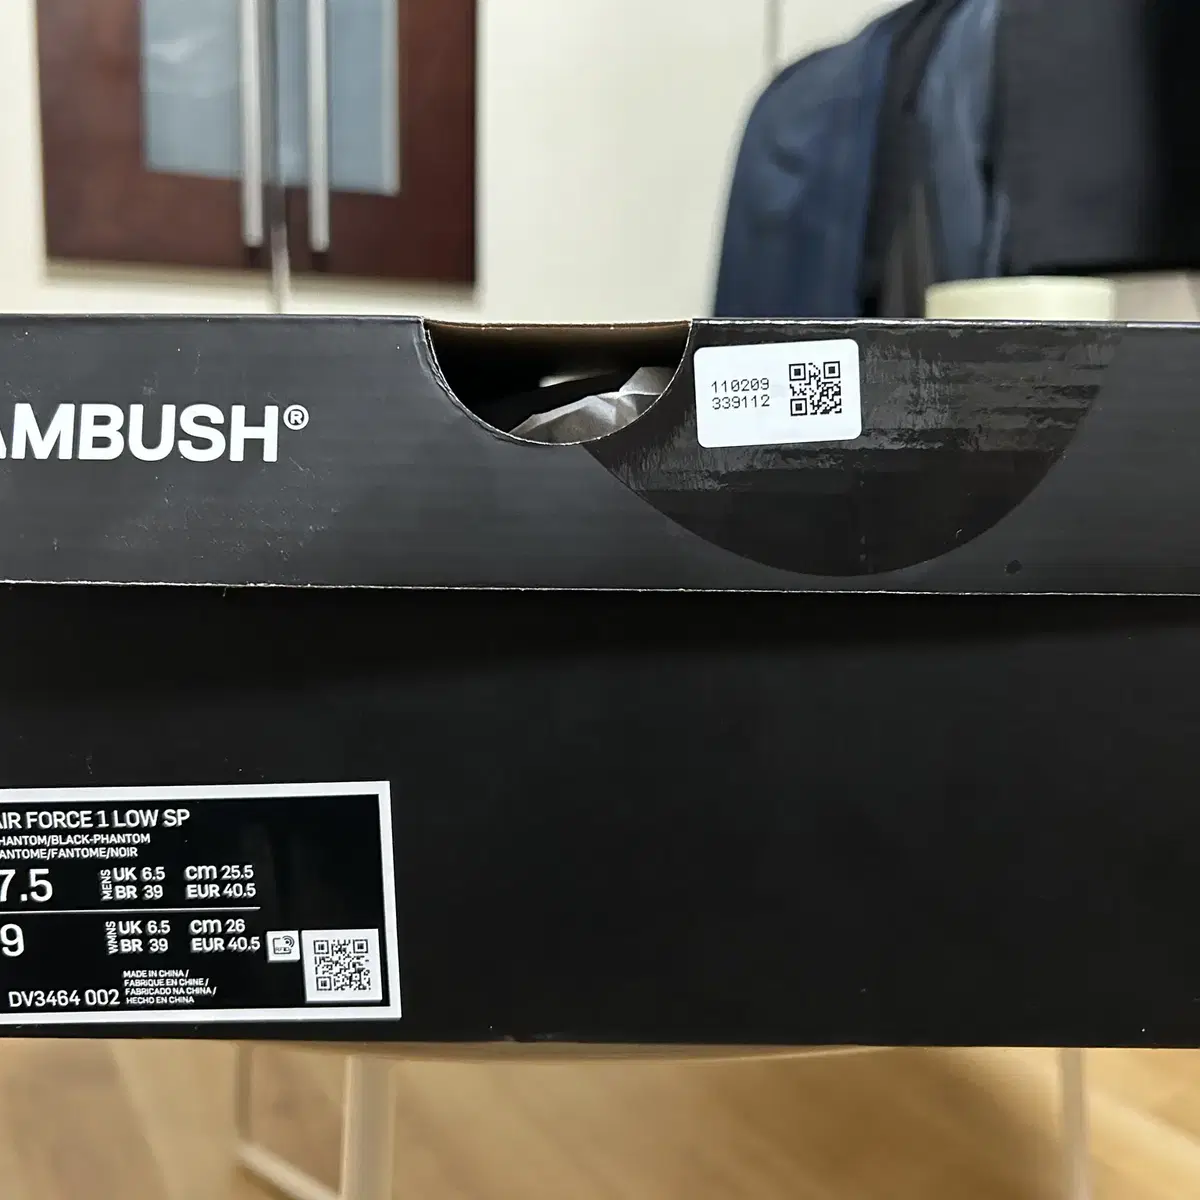 AMBUSH®
110209
339112
AIR FORCE 1 LOW SP
PHANTOM/BLACK-PHANTOM
FANTOME/FANTOME/NOIR
7.5 MENS UK 6.5 cm 25.5
BR 39 EUR 40.5
9 WMNS UK 6.5 cm 26
BR 39 EUR 40.5
MADE IN CHINA /
FABRIQUE EN CHINE /
FABRICADO NA CHINA /
HECHO EN CHINA
DV3464 002